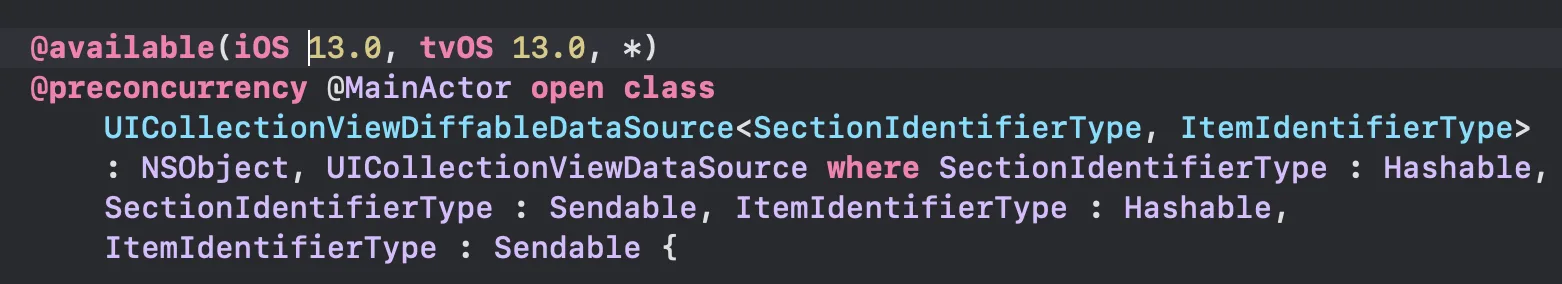 @available(iOS 13.0, tvOS 13.0, *)
@preconcurrency @MainActor open class
UICollectionViewDiffableDataSource<SectionIdentifierType, ItemIdentifierType>
: NSObject, UICollectionViewDataSource where SectionIdentifierType : Hashable,
SectionIdentifierType : Sendable, ItemIdentifierType : Hashable,
ItemIdentifierType : Sendable {